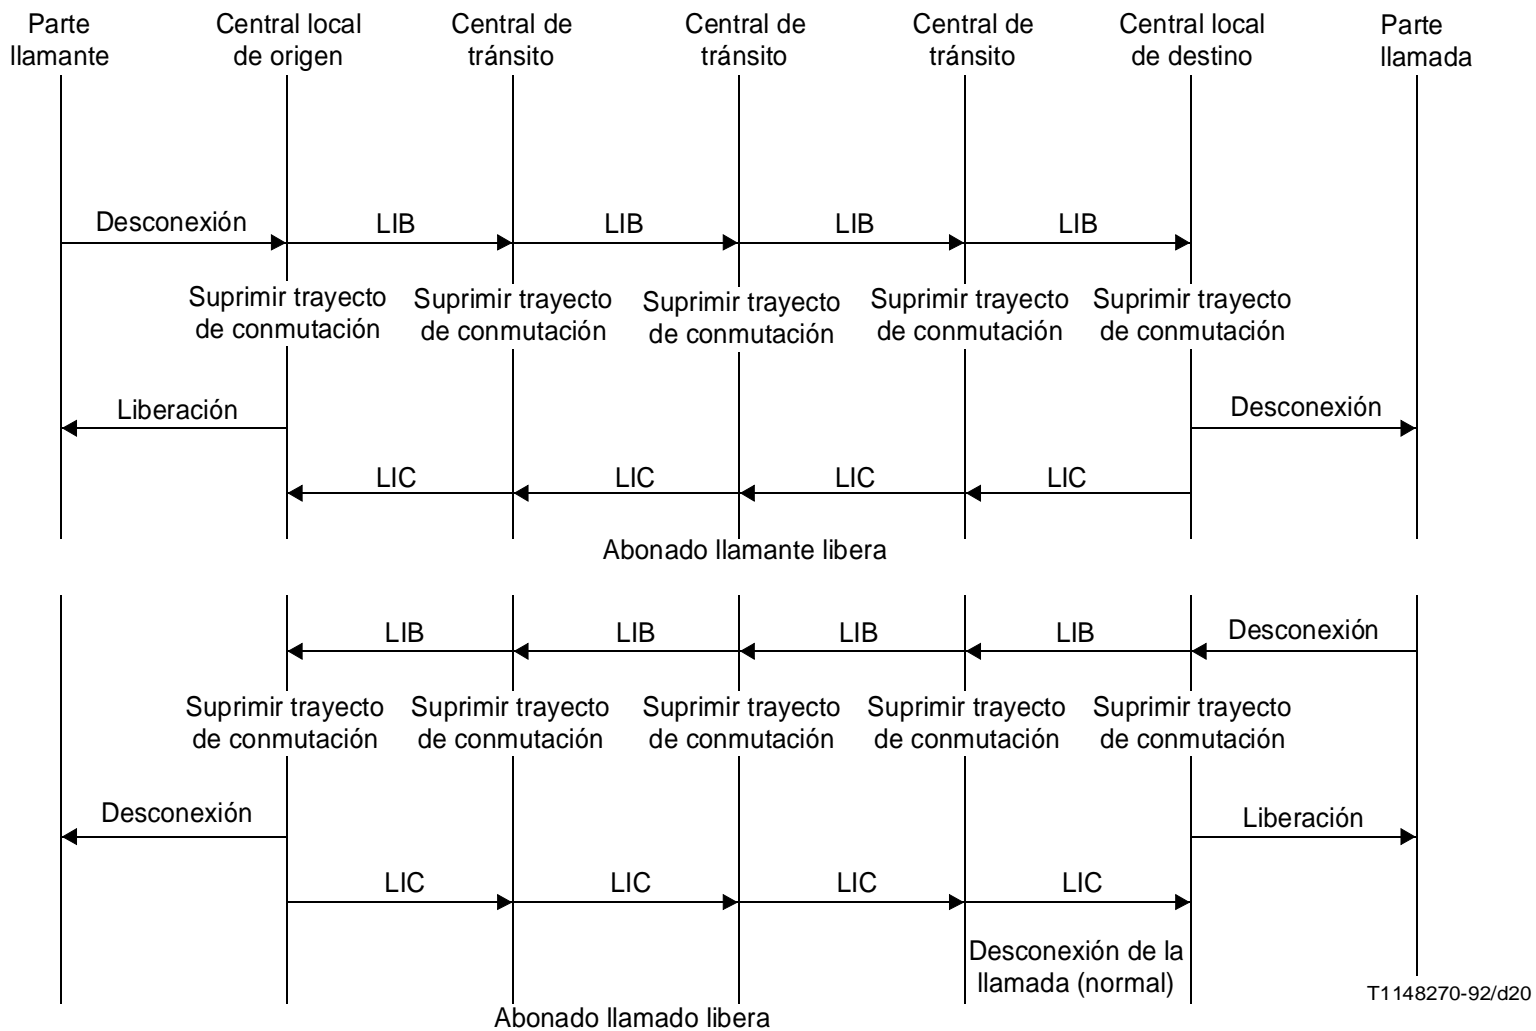 Parte
llamante
Central local
de origen
Central de
tránsito
Central de
tránsito
Central de
tránsito
Central local
de destino
Parte
llamada
Desconexión
LIB
LIB
LIB
LIB
Suprimir trayecto
de conmutación
Suprimir trayecto
de conmutación
Suprimir trayecto
de conmutación
Suprimir trayecto
de conmutación
Suprimir trayecto
de conmutación
Liberación
Desconexión
LIC
LIC
LIC
LIC
Abonado llamante libera
LIB
LIB
LIB
LIB
Desconexión
Suprimir trayecto
de conmutación
Suprimir trayecto
de conmutación
Suprimir trayecto
de conmutación
Suprimir trayecto
de conmutación
Suprimir trayecto
de conmutación
Desconexión
Liberación
LIC
LIC
LIC
LIC
Desconexión de la
llamada (normal)
T1148270-92/d20
Abonado llamado libera